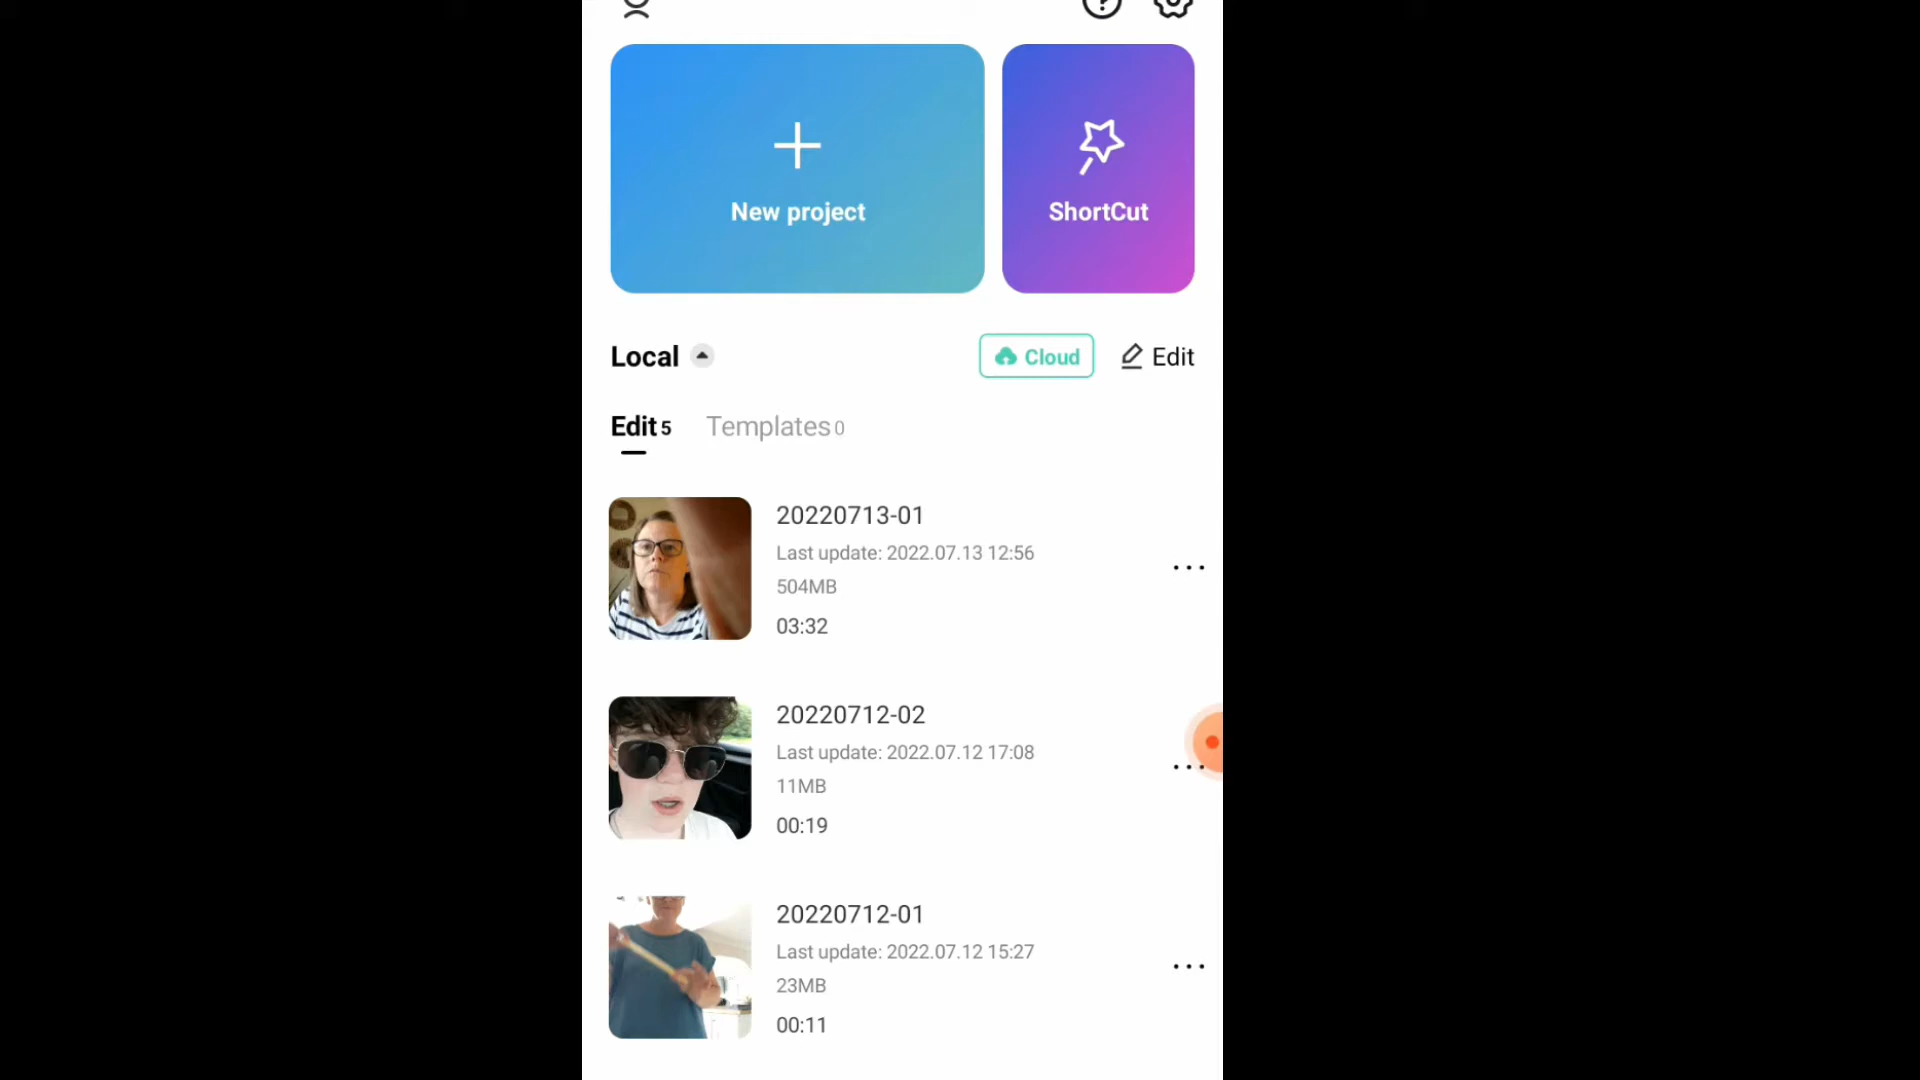 New project
ShortCut
Local
Cloud
Edit
Edit 5
Templates 0
20220713-01
Last update: 2022.07.13 12:56
504MB
03:32
20220712-02
Last update: 2022.07.12 17:08
11MB
00:19
20220712-01
Last update: 2022.07.12 15:27
23MB
00:11